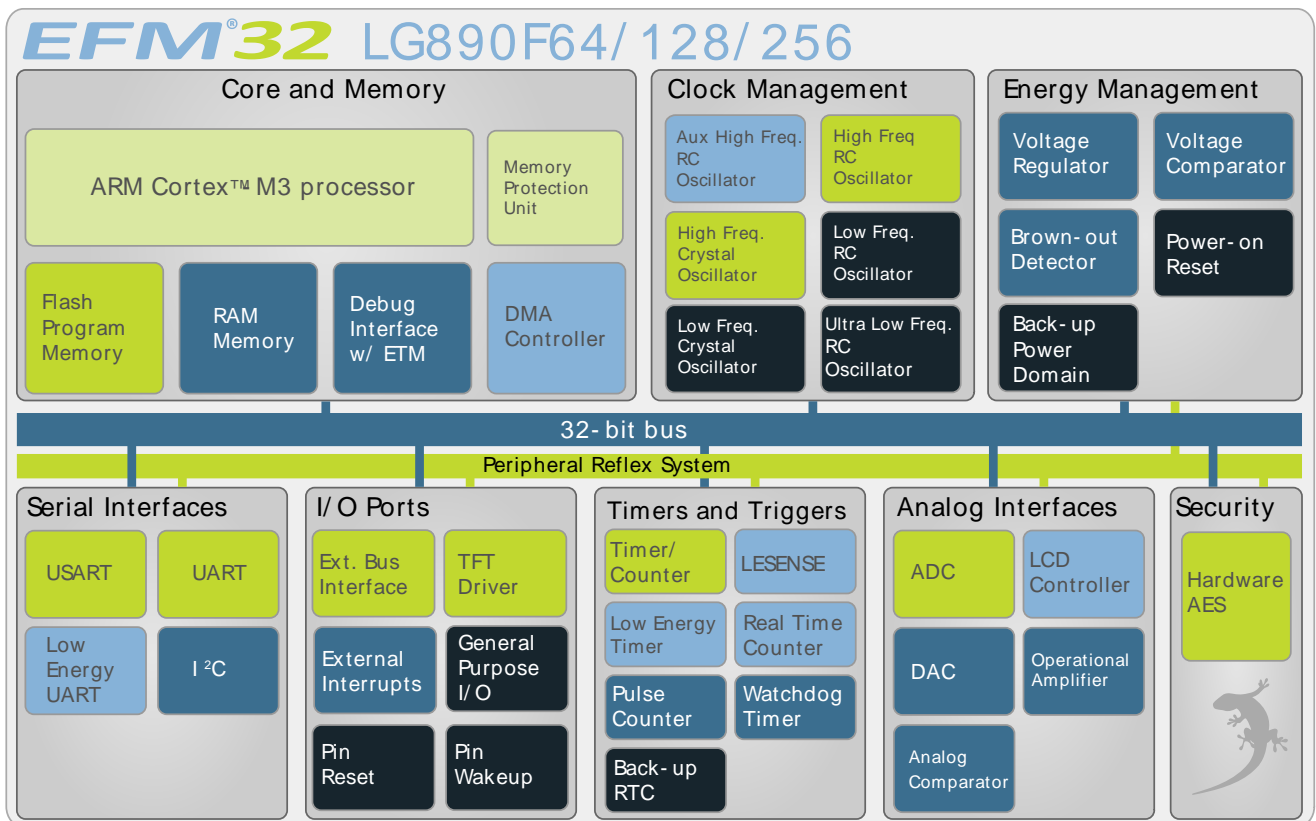 EFM®32 LG890F64/128/256
Core and Memory
ARM Cortex™ M3 processor
Memory
Protection
Unit
Flash
Program
Memory
RAM
Memory
Debug
Interface
w/ ETM
DMA
Controller
Clock Management
Aux High Freq.
RC
Oscillator
High Freq
RC
Oscillator
High Freq.
Crystal
Oscillator
Low Freq.
RC
Oscillator
Low Freq.
Crystal
Oscillator
Ultra Low Freq.
RC
Oscillator
Energy Management
Voltage
Regulator
Voltage
Comparator
Brown-out
Detector
Power-on
Reset
Back-up
Power
Domain
32-bit bus
Peripheral Reflex System
Serial Interfaces
USART
UART
Low
Energy
UART
I²C
I/O Ports
Ext. Bus
Interface
TFT
Driver
External
Interrupts
General
Purpose
I/O
Pin
Reset
Pin
Wakeup
Timers and Triggers
Timer/
Counter
LESENSE
Low Energy
Timer
Real Time
Counter
Pulse
Counter
Watchdog
Timer
Back-up
RTC
Analog Interfaces
ADC
LCD
Controller
DAC
Operational
Amplifier
Analog
Comparator
Security
Hardware
AES